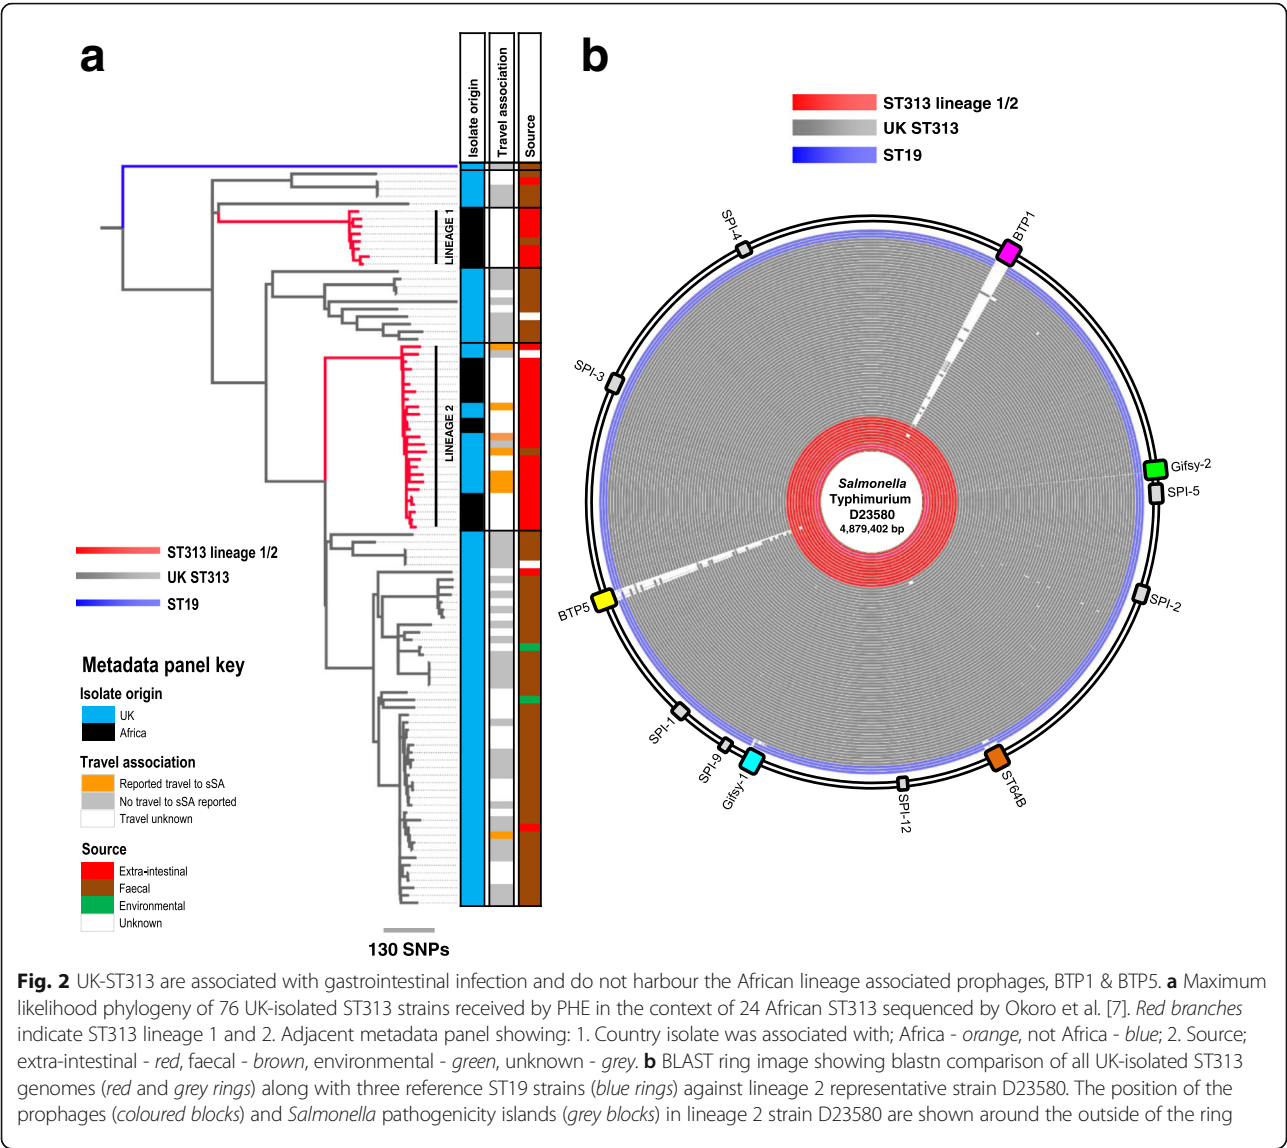 a
Isolate origin
Travel association
Source
LINEAGE 1
LINEAGE 2
ST313 lineage 1/2
UK ST313
ST19
Metadata panel key
Isolate origin
UK
Africa
Travel association
Reported travel to sSA
No travel to sSA reported
Travel unknown
Source
Extra-intestinal
Faecal
Environmental
Unknown
130 SNPs
b
ST313 lineage 1/2
UK ST313
ST19
BTP1
Gifsy-2
SPI-5
SPI-2
ST64B
SPI-12
Gifsy-1
SPI-9
SPI-1
BTP5
SPI-3
SPI-4
Salmonella
Typhimurium
D23580
4,879,402 bp
Fig. 2 UK-ST313 are associated with gastrointestinal infection and do not harbour the African lineage associated prophages, BTP1 & BTP5. a Maximum
likelihood phylogeny of 76 UK-isolated ST313 strains received by PHE in the context of 24 African ST313 sequenced by Okoro et al. [7]. Red branches
indicate ST313 lineage 1 and 2. Adjacent metadata panel showing: 1. Country isolate was associated with; Africa - orange, not Africa - blue; 2. Source;
extra-intestinal - red, faecal - brown, environmental - green, unknown - grey. b BLAST ring image showing blastn comparison of all UK-isolated ST313
genomes (red and grey rings) along with three reference ST19 strains (blue rings) against lineage 2 representative strain D23580. The position of the
prophages (coloured blocks) and Salmonella pathogenicity islands (grey blocks) in lineage 2 strain D23580 are shown around the outside of the ring